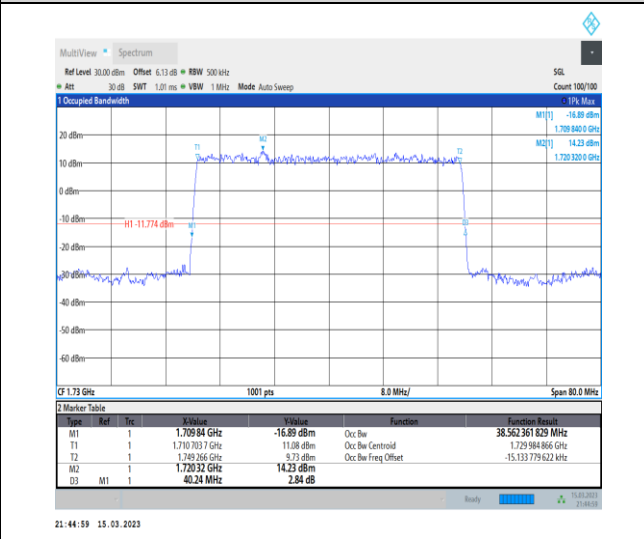 MultiView Spectrum
Ref Level 30.00 dBm Offset 6.13 dB RBW 500 kHz SGL
Att 30 dB SWT 1.01 ms VBW 1 MHz Mode Auto Sweep Count 100/100
1 Occupied Bandwidth 1Pk Max
M1[1] -16.89 dBm
1.709 840 0 GHz
M2[1] 14.23 dBm
1.720 320 0 GHz
20 dBm
M2
T1
T2
10 dBm
0 dBm
-10 dBm
H1 -11.774 dBm
M1
D3
-20 dBm
-30 dBm
-40 dBm
-50 dBm
-60 dBm
CF 1.73 GHz 1001 pts 8.0 MHz/ Span 80.0 MHz
2 Marker Table
Type Ref Trc X-Value Y-Value Function Function Result
M1 1 1.709 84 GHz -16.89 dBm Occ Bw 38.562 361 829 MHz
T1 1 1.710 703 7 GHz 11.08 dBm Occ Bw Centroid 1.729 984 866 GHz
T2 1 1.749 266 GHz 9.73 dBm Occ Bw Freq Offset -15.133 779 622 kHz
M2 1 1.720 32 GHz 14.23 dBm
D3 M1 1 40.24 MHz 2.84 dB
Ready 15.03.2023
21:44:59
21:44:59 15.03.2023